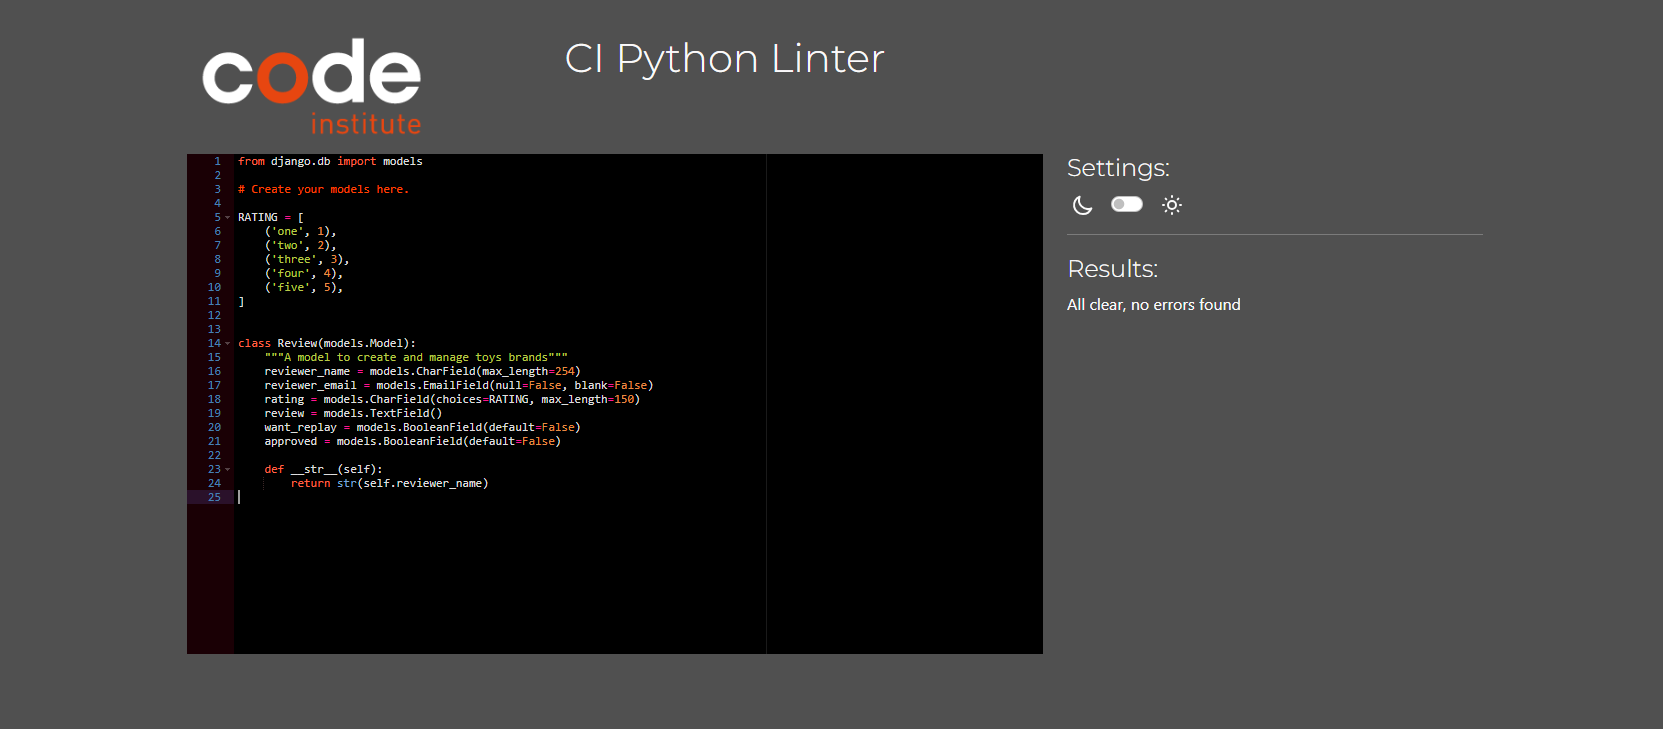 code
institute
CI Python Linter
1 from django.db import models
2
3 # Create your models here.
4
5 RATING = [
6     ('one', 1),
7     ('two', 2),
8     ('three', 3),
9     ('four', 4),
10     ('five', 5),
11 ]
12
13
14 class Review(models.Model):
15     """A model to create and manage toys brands"""
16     reviewer_name = models.CharField(max_length=254)
17     reviewer_email = models.EmailField(null=False, blank=False)
18     rating = models.CharField(choices=RATING, max_length=150)
19     review = models.TextField()
20     want_replay = models.BooleanField(default=False)
21     approved = models.BooleanField(default=False)
22
23     def __str__(self):
24         return str(self.reviewer_name)
25
Settings:
Results:
All clear, no errors found